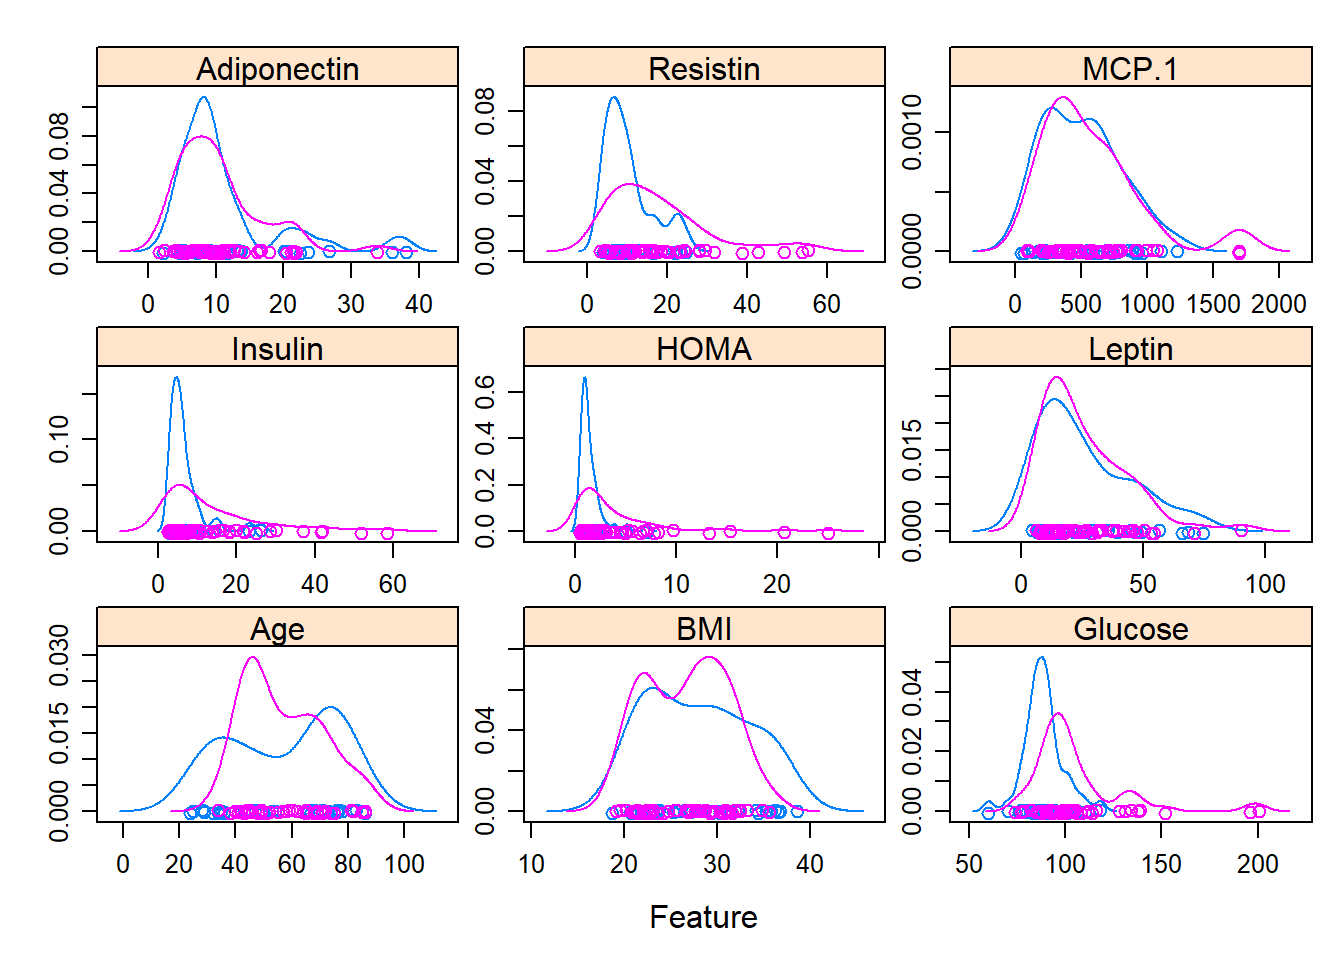 Adiponectin Resistin MCP.1
0.00 0.04 0.08 0.00 0.04 0.08 0.0000 0.0010
0 10 20 30 40 0 20 40 60 0 500 1000 1500 2000
Insulin HOMA Leptin
0.00 0.10 0.0 0.2 0.4 0.6 0.000 0.015
0 20 40 60 0 10 20 0 50 100
Age BMI Glucose
0.000 0.015 0.030 0.00 0.04 0.00 0.02 0.04
0 20 40 60 80 100 10 20 30 40 50 100 150 200
Feature